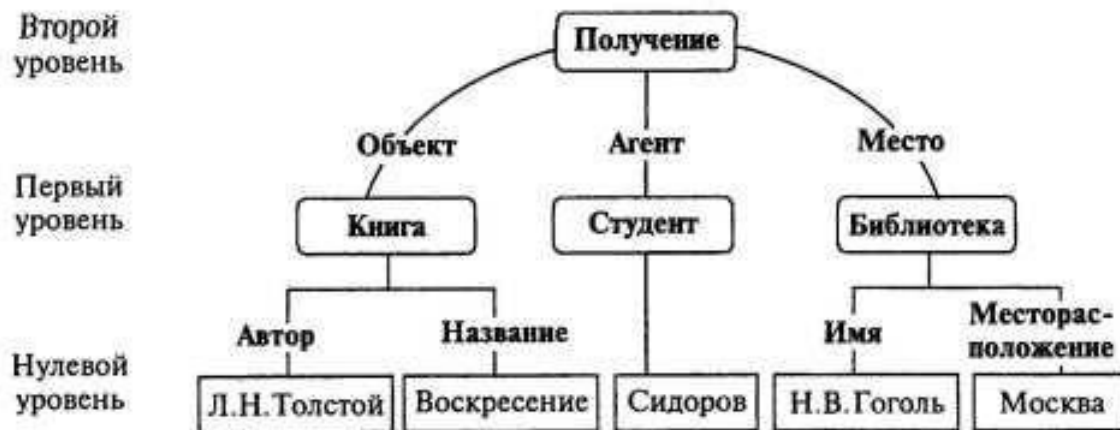 Второй
уровень
Получение
Объект
Агент
Место
Первый
уровень
Книга
Студент
Библиотека
Автор
Название
Имя
Месторас-
положение
Нулевой
уровень
Л.Н.Толстой
Воскресение
Сидоров
Н.В.Гоголь
Москва